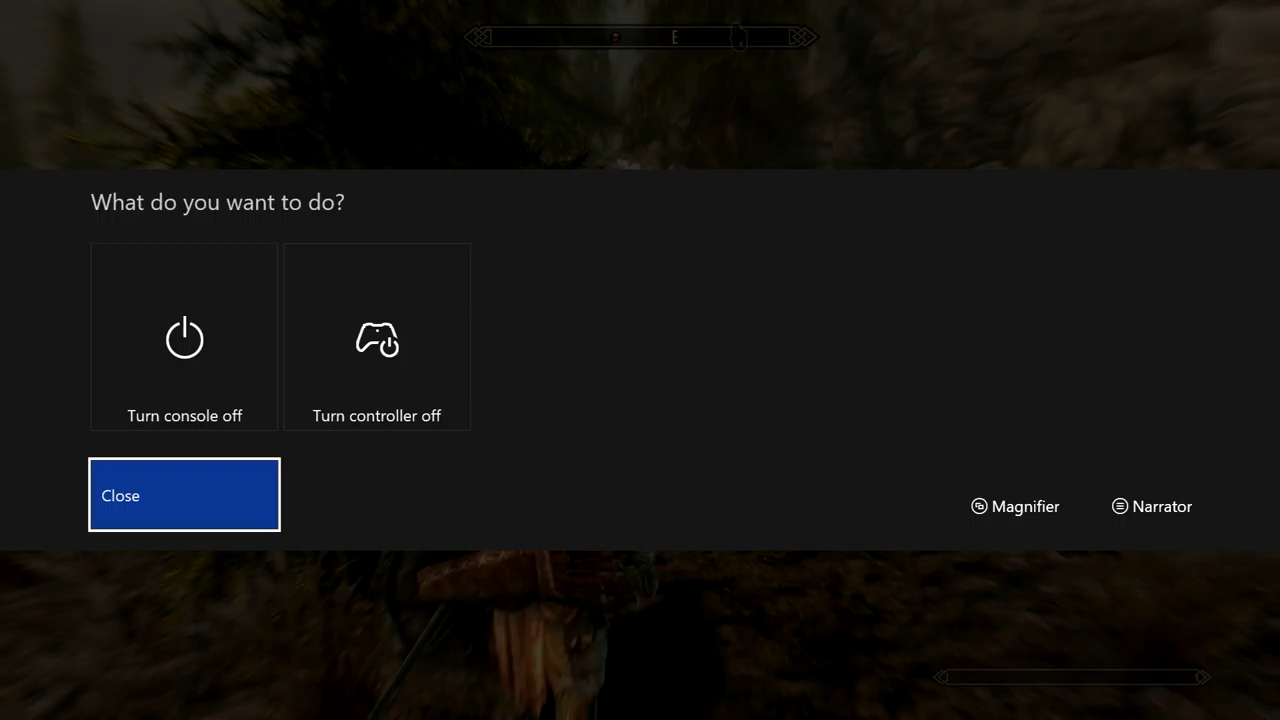 E
What do you want to do?
Turn console off
Turn controller off
Close
Magnifier
Narrator